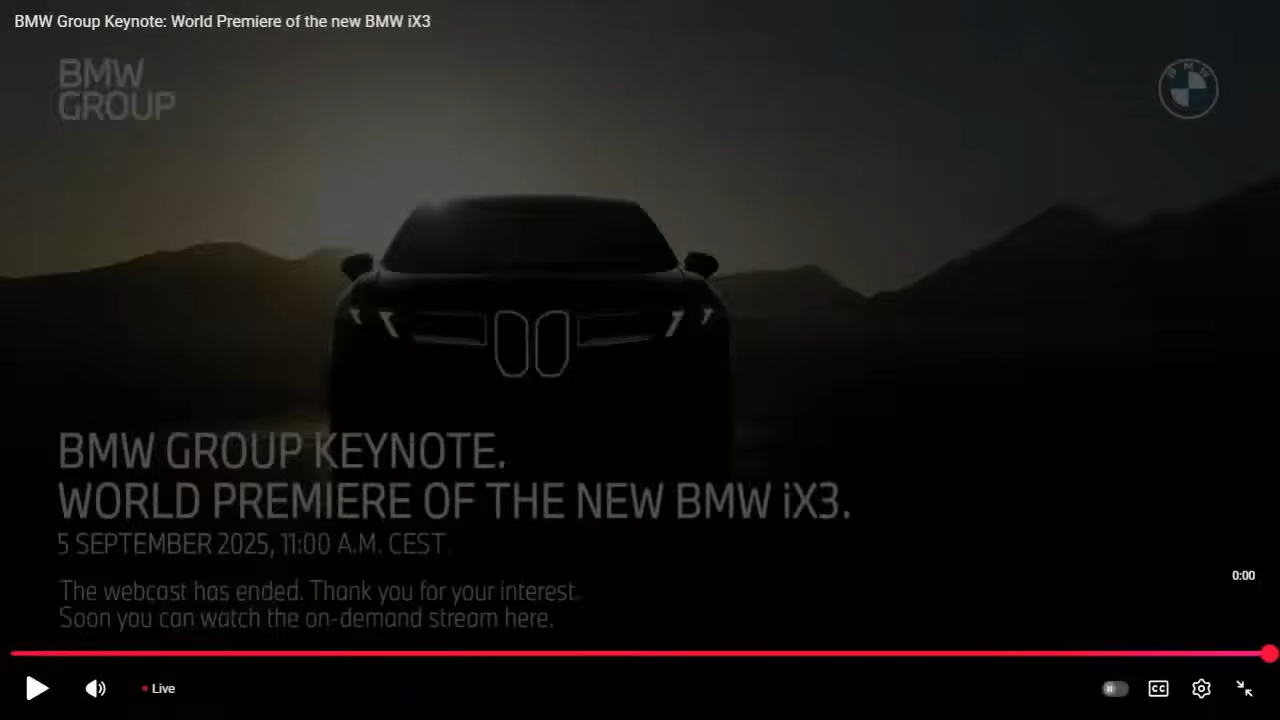 BMW Group Keynote: World Premiere of the new BMW iX3
BMW
GROUP
BMW
BMW GROUP KEYNOTE.
WORLD PREMIERE OF THE NEW BMW iX3.
5 SEPTEMBER 2025, 11:00 A.M. CEST.
The webcast has ended. Thank you for your interest.
Soon you can watch the on-demand stream here.
0:00
Live
CC